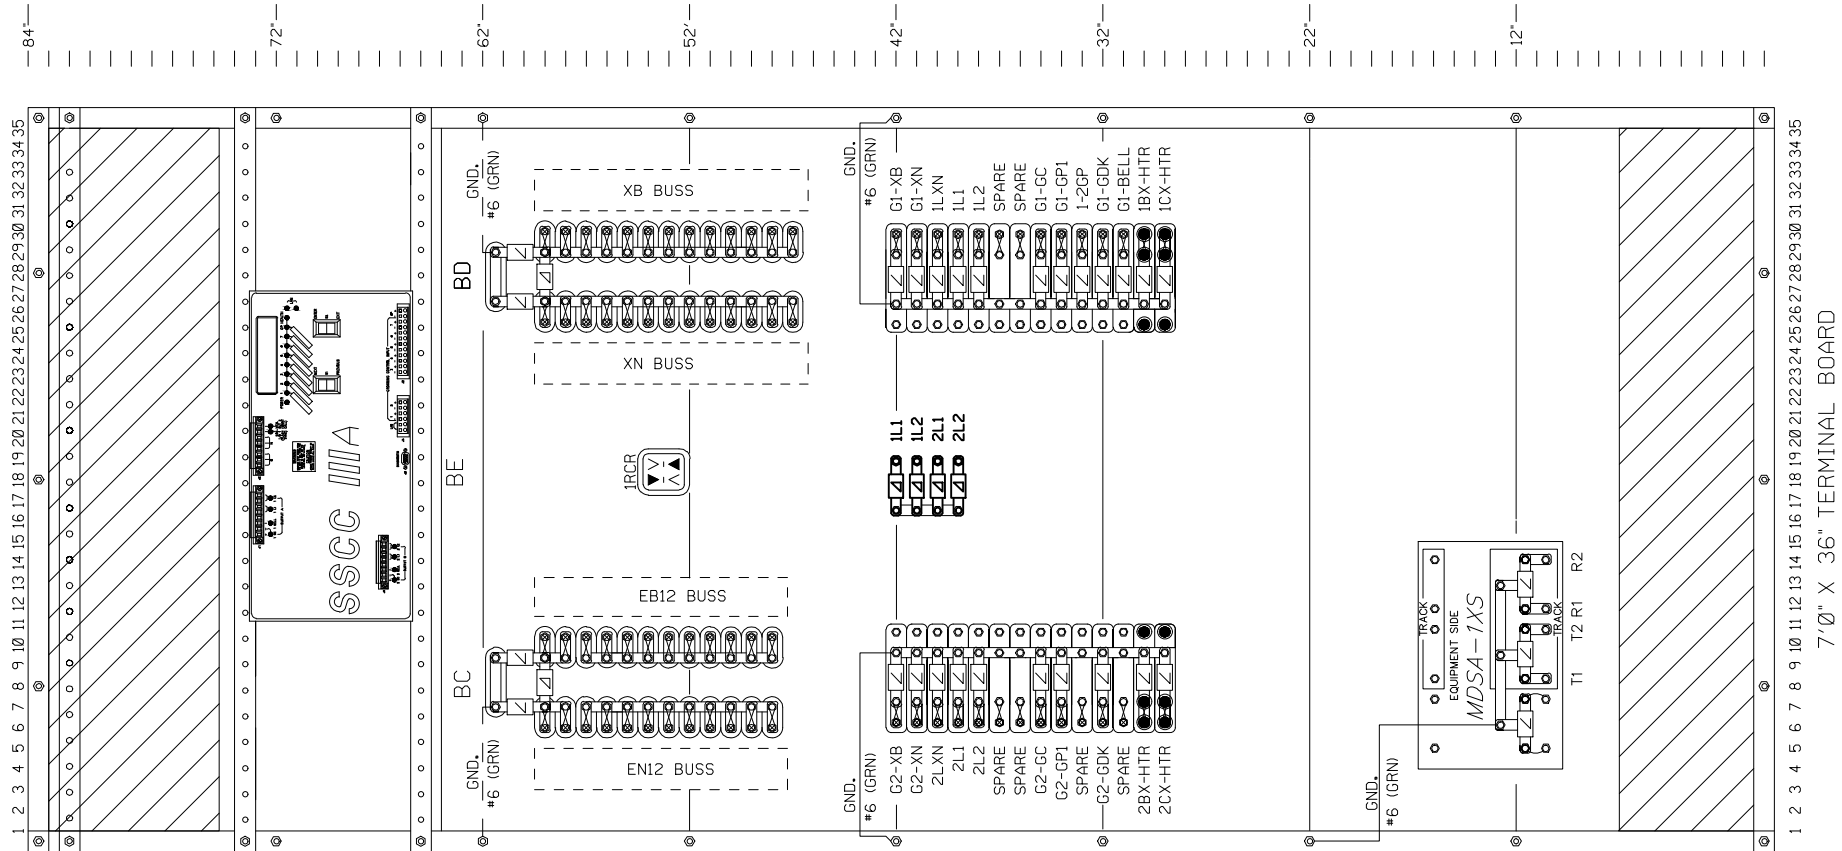 84"
72"
62"
52'
42"
32"
22"
12"
35
34
33
32
31
30
29
28
27
26
25
24
23
22
21
20
19
18
17
16
15
14
13
12
11
10
9
8
7
6
5
4
3
2
1
SSCC IIIA
BD
BE
BC
GND.
#6 (GRN)
XB BUSS
XN BUSS
1RCR
EB12 BUSS
EN12 BUSS
GND.
#6 (GRN)
GND.
#6 (GRN)
G1-XB
G1-XN
1LXN
1L1
1L2
SPARE
SPARE
G1-GC
G1-GP1
1-2GP
G1-GDK
G1-BELL
1BX-HTR
1CX-HTR
1L1
1L2
2L1
2L2
GND.
#6 (GRN)
G2-XB
G2-XN
2LXN
2L1
2L2
SPARE
SPARE
G2-GC
G2-GP1
SPARE
G2-GDK
SPARE
2BX-HTR
2CX-HTR
GND.
#6 (GRN)
TRACK
EQUIPMENT SIDE
MDSA-1XS
TRACK
T1
T2
R1
R2
35
34
33
32
31
30
29
28
27
26
25
24
23
22
21
20
19
18
17
16
15
14
13
12
11
10
9
8
7
6
5
4
3
2
1
7'0" X 36" TERMINAL BOARD